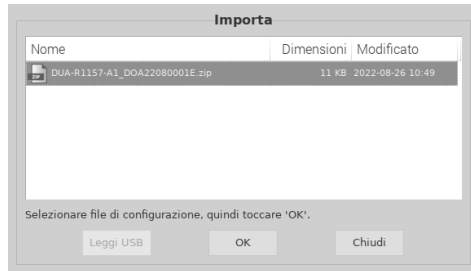 Importa
Nome Dimensioni Modificato
DUA-R1157-A1_DOA22080001E.zip 11 KB 2022-08-26 10:49
Selezionare file di configurazione, quindi toccare 'OK'.
Leggi USB OK Chiudi